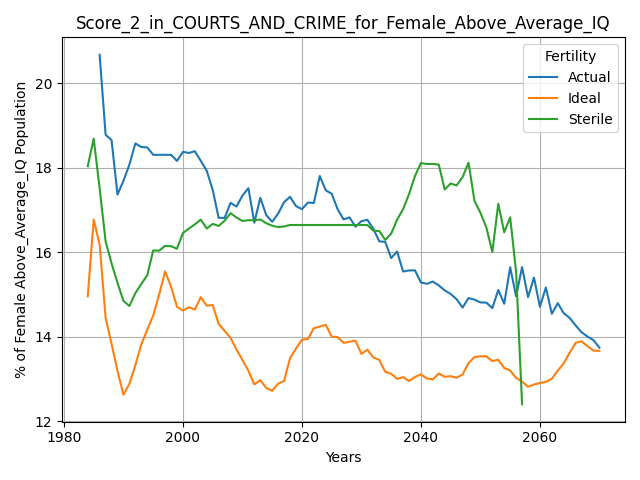 Score_2_in_COURTS_AND_CRIME_for_Female_Above_Average_IQ
% of Female Above_Average_IQ Population
20
18
16
14
12
Fertility
Actual
Ideal
Sterile
1980 2000 2020 2040 2060
Years